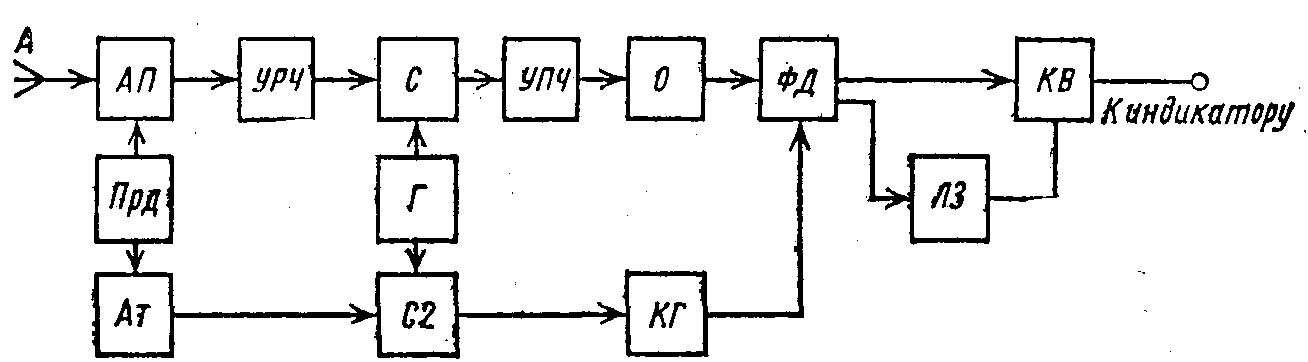 А
АП
УРЧ
С
УПЧ
О
ФД
КВ
К индикатору
Прд
Г
ЛЗ
Ат
С2
КГ